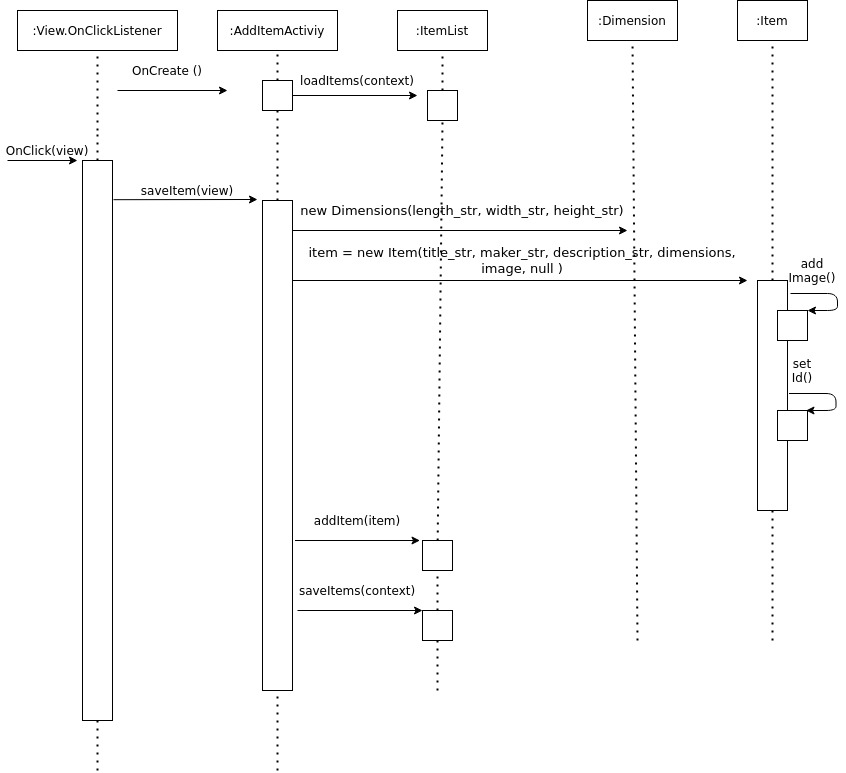 :View.OnClickListener
:AddItemActiviy
:ItemList
:Dimension
:Item
OnCreate ()
loadItems(context)
OnClick(view)
saveItem(view)
new Dimensions(length_str, width_str, height_str)
item = new Item(title_str, maker_str, description_str, dimensions,
image, null )
add
Image()
set
Id()
addItem(item)
saveItems(context)